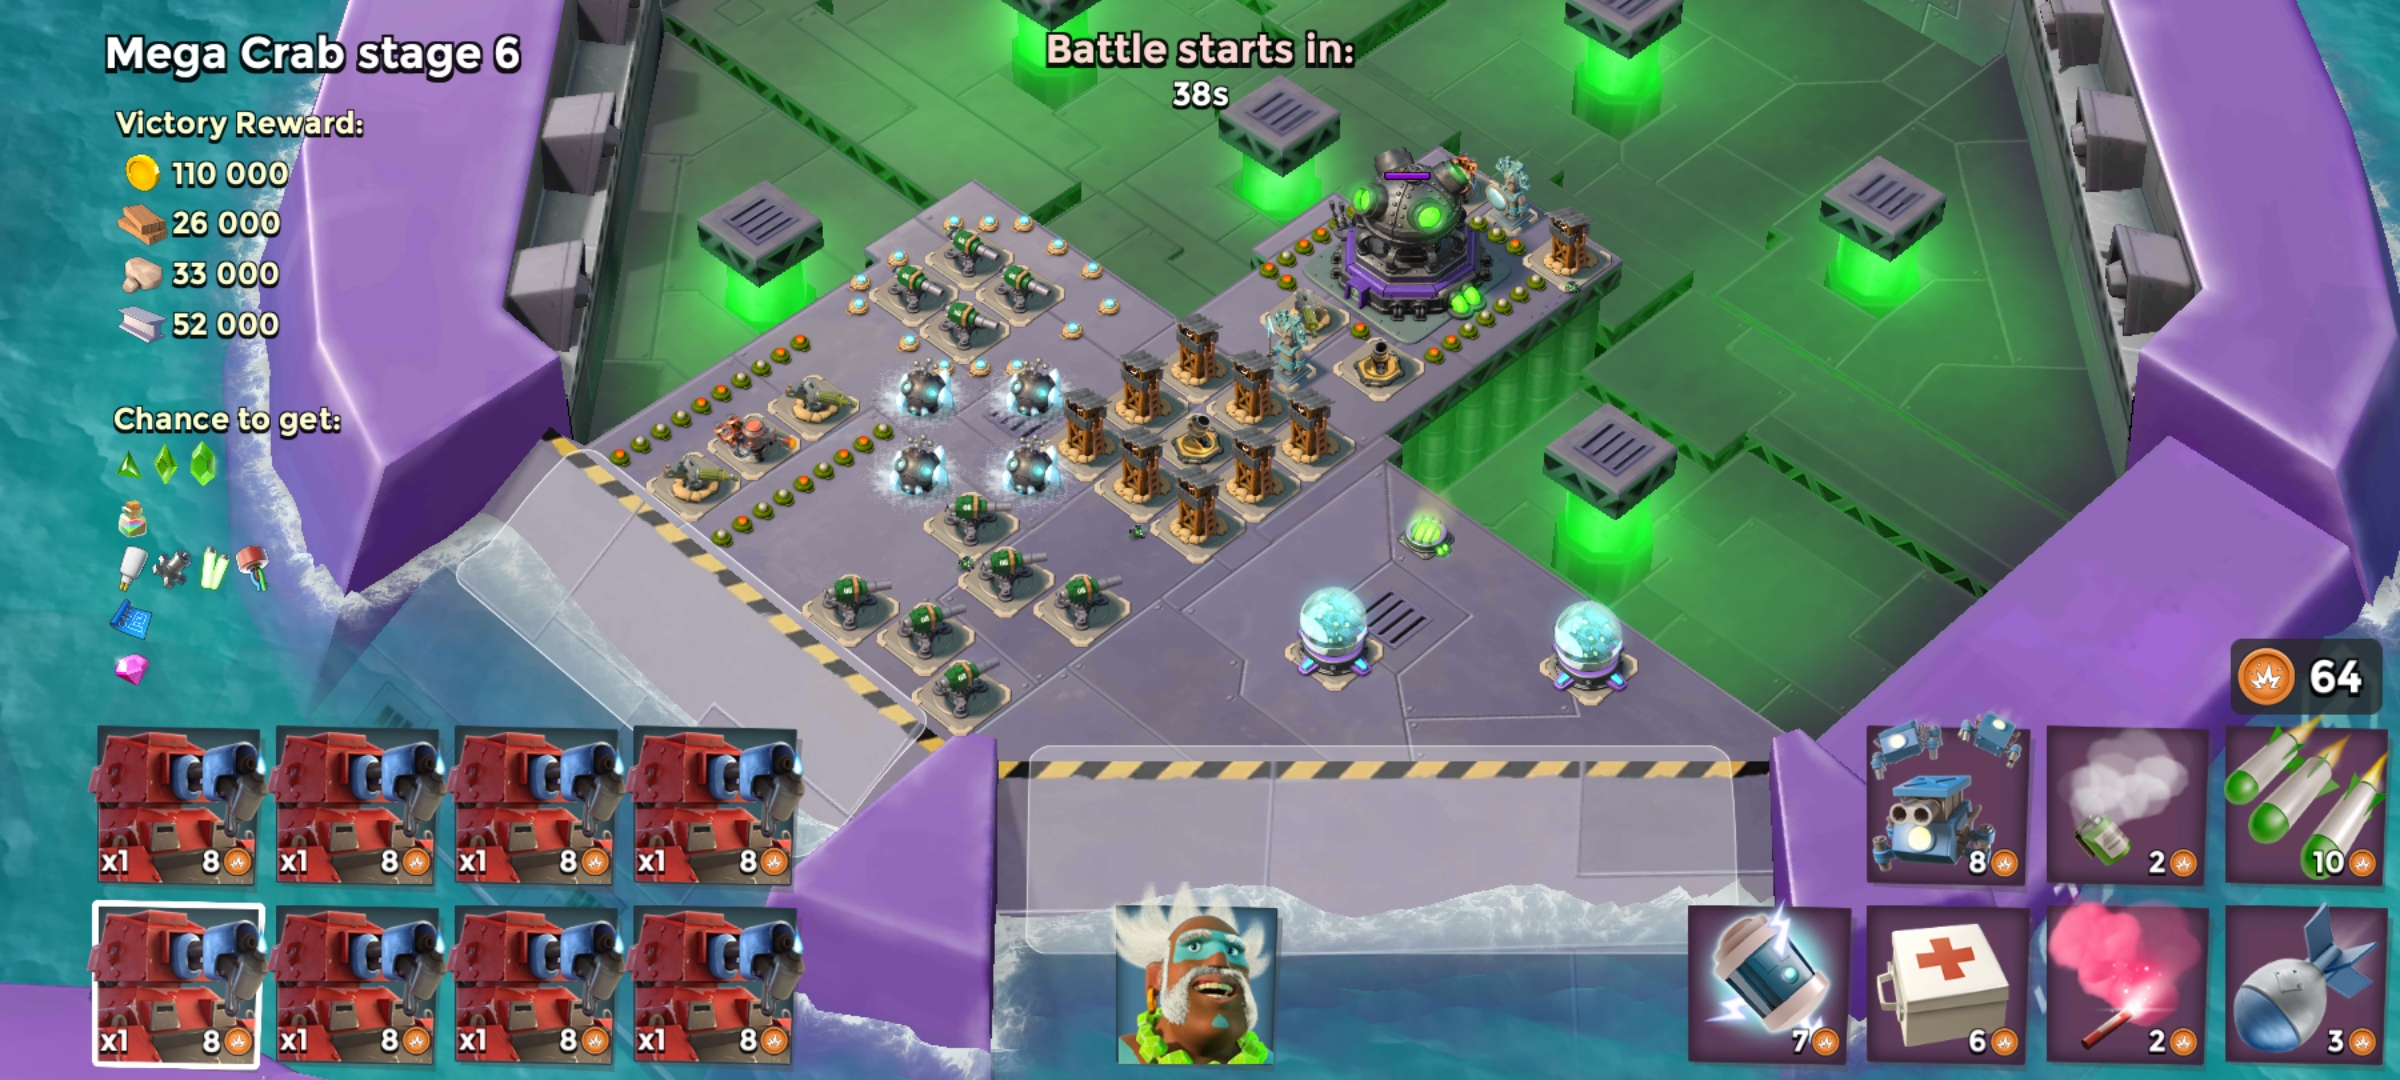 Mega Crab stage 6
Battle starts in:
38s
Victory Reward:
110 000
26 000
33 000
52 000
Chance to get:
64
x1 8
x1 8
x1 8
x1 8
8
2
10
x1 8
x1 8
x1 8
x1 8
7
6
2
3